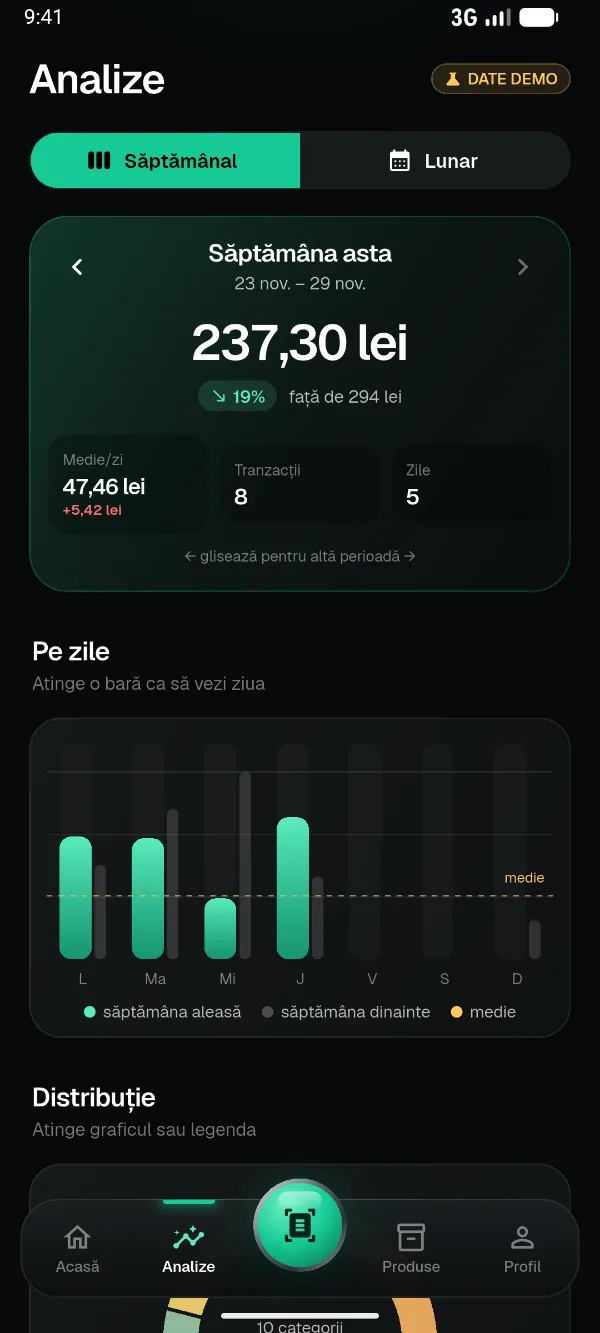 9:41
3G
Analize
DATE DEMO
Săptămânal
Lunar
Săptămâna asta
23 nov. – 29 nov.
237,30 lei
↘ 19% față de 294 lei
Medie/zi
47,46 lei
+5,42 lei
Tranzacții
8
Zile
5
← glisează pentru altă perioadă →
Pe zile
Atinge o bară ca să vezi ziua
medie
L Ma Mi J V S D
săptămâna aleasă săptămâna dinainte medie
Distribuție
Atinge graficul sau legenda
Acasă
Analize
Produse
Profil
10 categorii